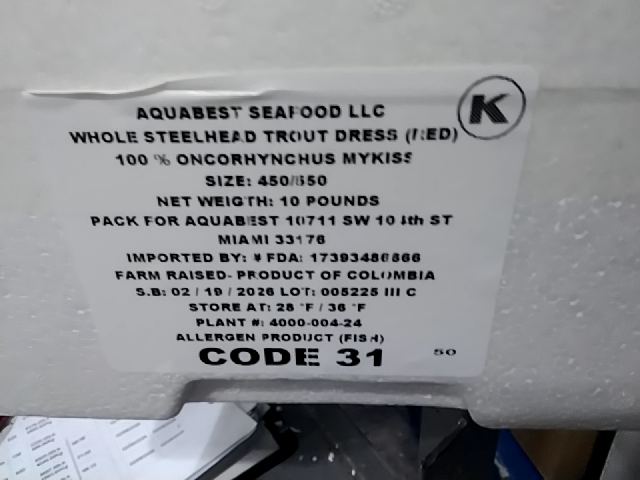 AQUABEST SEAFOOD LLC
K
WHOLE STEELHEAD TROUT DRESS (RED)
100 % ONCORHYNCHUS MYKISS
SIZE: 450/550
NET WEIGTH: 10 POUNDS
PACK FOR AQUABEST 10711 SW 104th ST
MIAMI 33176
IMPORTED BY: # FDA:
FARM RAISED- PRODUCT OF COLOMBIA
S.B: 02 / 19 / 2026 LOT: 005225 III C
STORE AT: 28 °F / 36 °F
PLANT #: 4000-004-24
ALLERGEN PRODUCT (FISH)
CODE 31 50